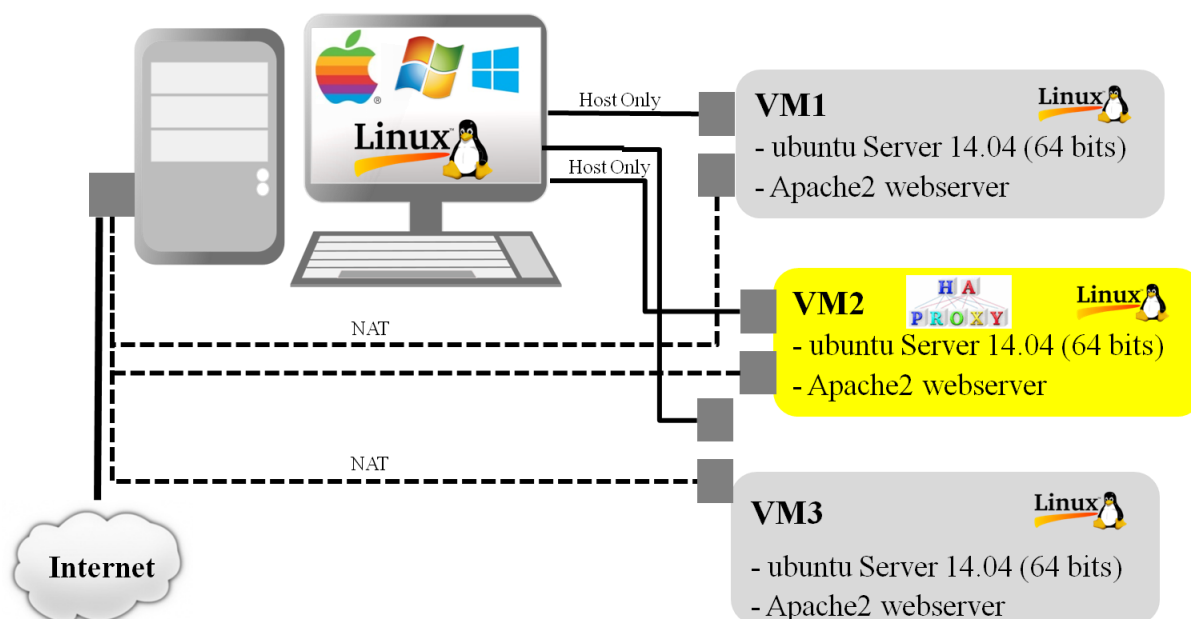 Linux
Host Only
Host Only
VM1
Linux
- ubuntu Server 14.04 (64 bits)
- Apache2 webserver
NAT
VM2
HA
PROXY
Linux
- ubuntu Server 14.04 (64 bits)
- Apache2 webserver
NAT
VM3
Linux
- ubuntu Server 14.04 (64 bits)
- Apache2 webserver
Internet